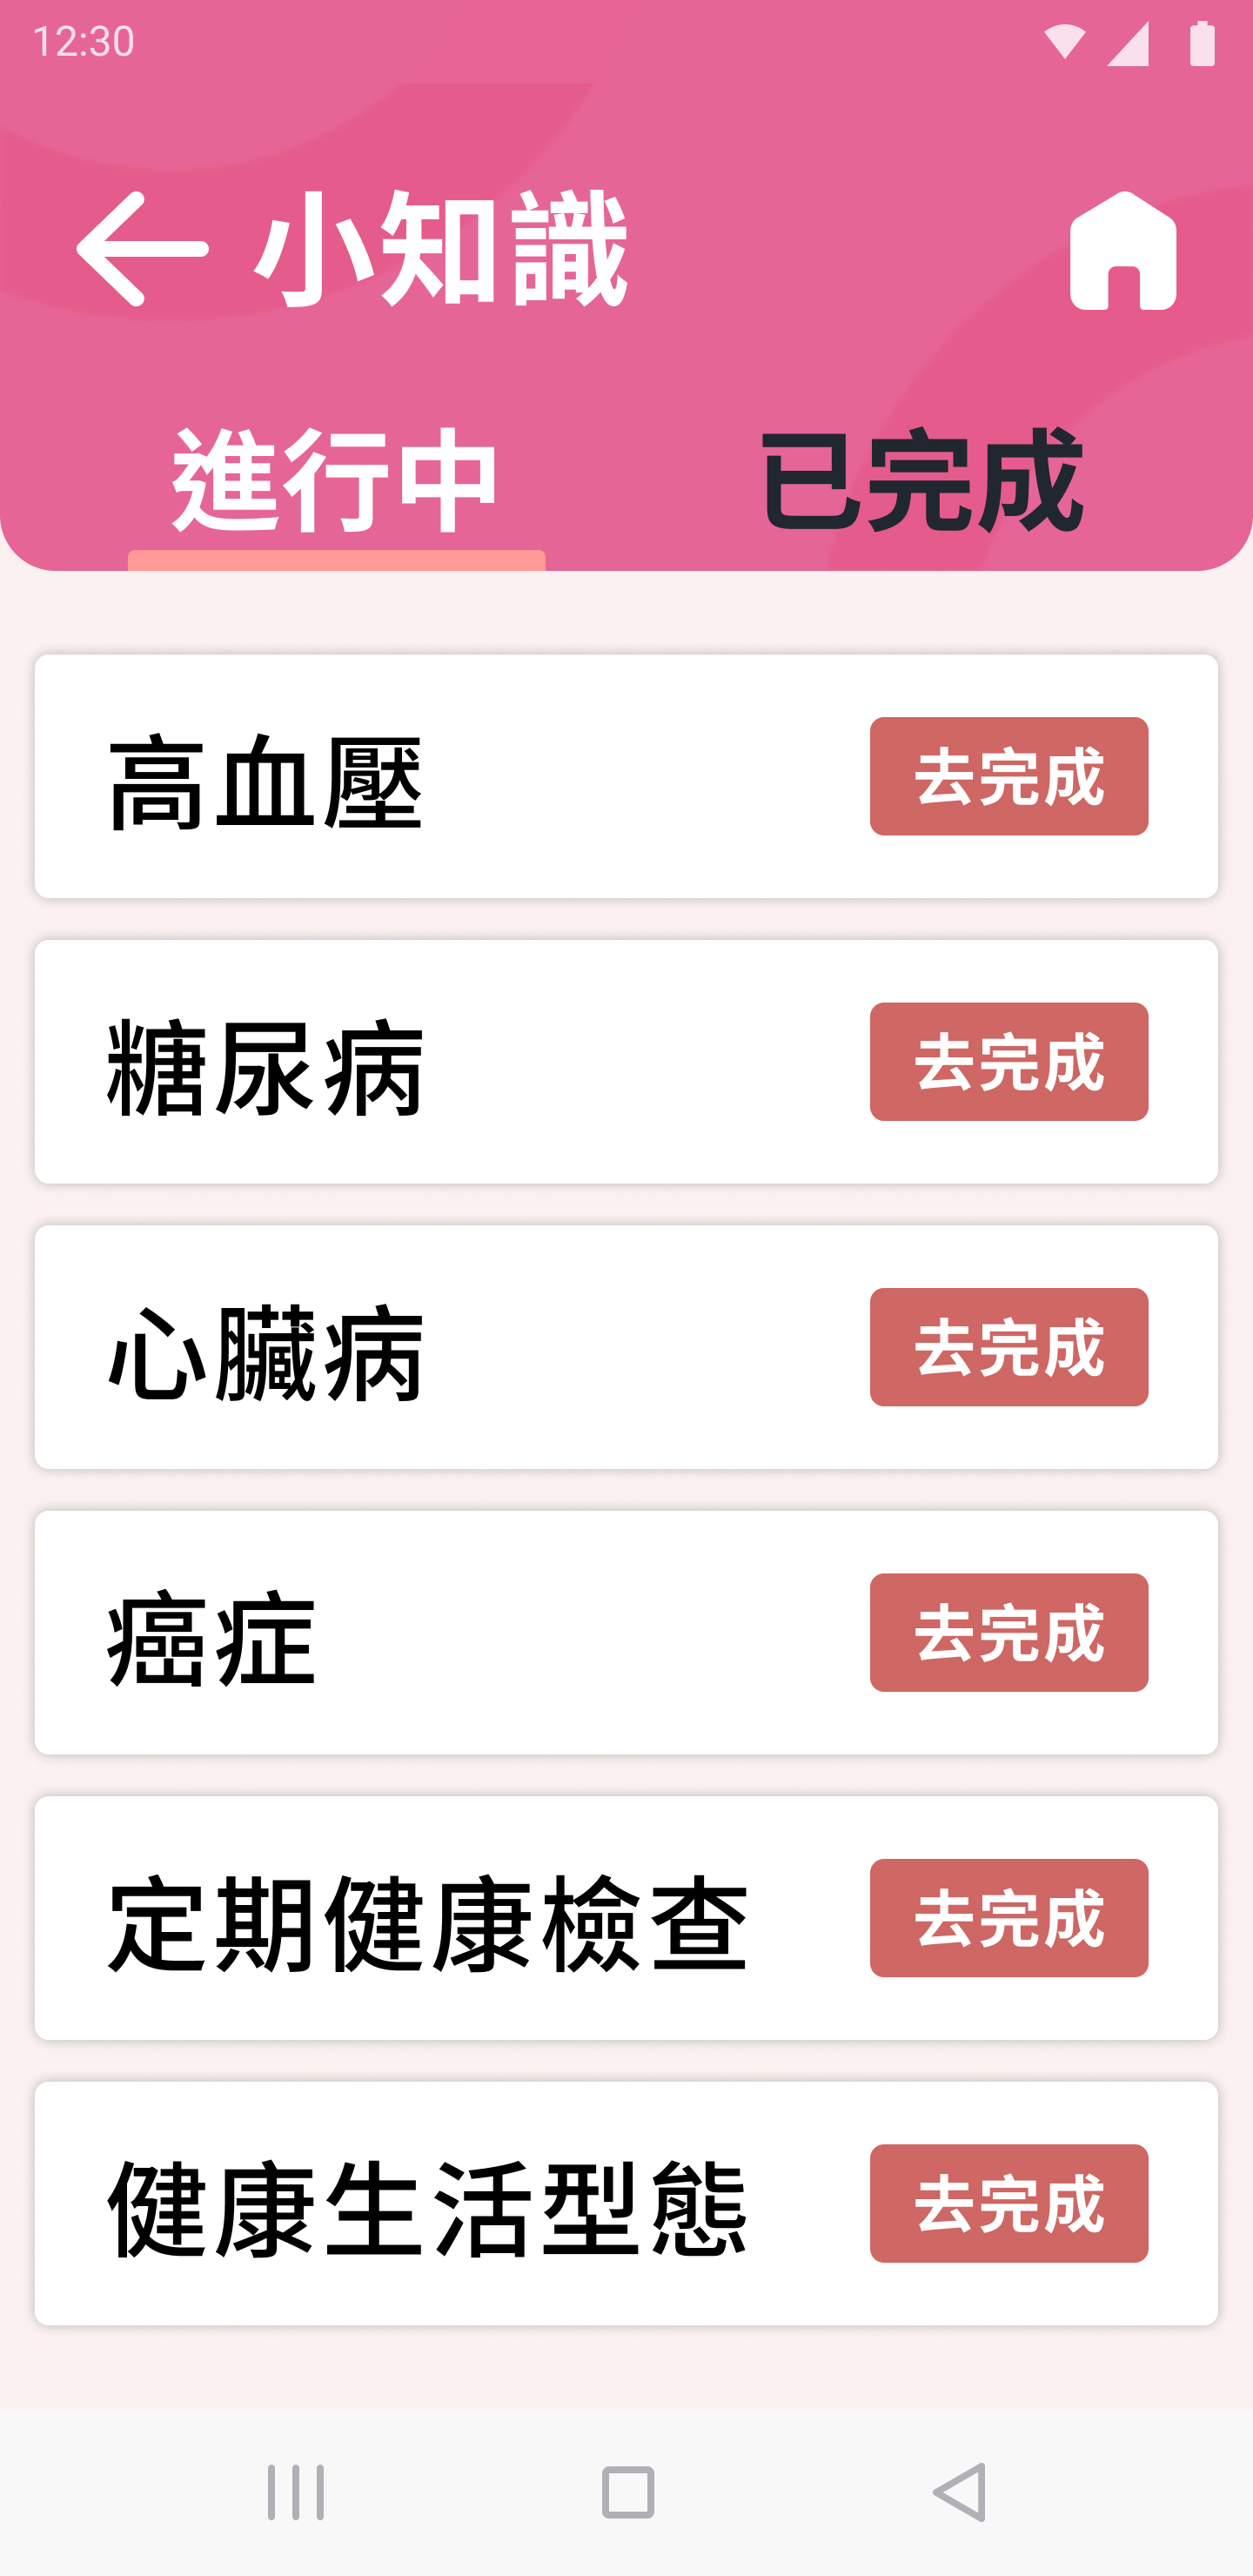 12:30
小知識
進行中 已完成
高血壓 去完成
糖尿病 去完成
心臟病 去完成
癌症 去完成
定期健康檢查 去完成
健康生活型態 去完成